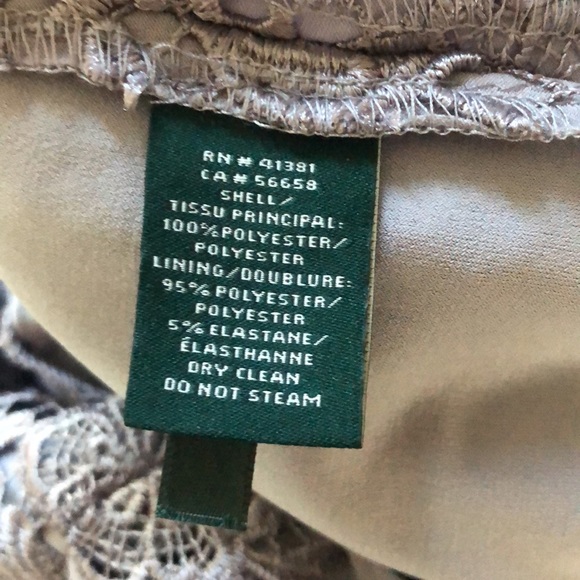 RN # 41381
CA # 56658
SHELL/
TISSU PRINCIPAL:
100% POLYESTER/
POLYESTER
LINING/DOUBLURE:
95% POLYESTER/
POLYESTER
5% ELASTANE/
ÉLASTHANNE
DRY CLEAN
DO NOT STEAM